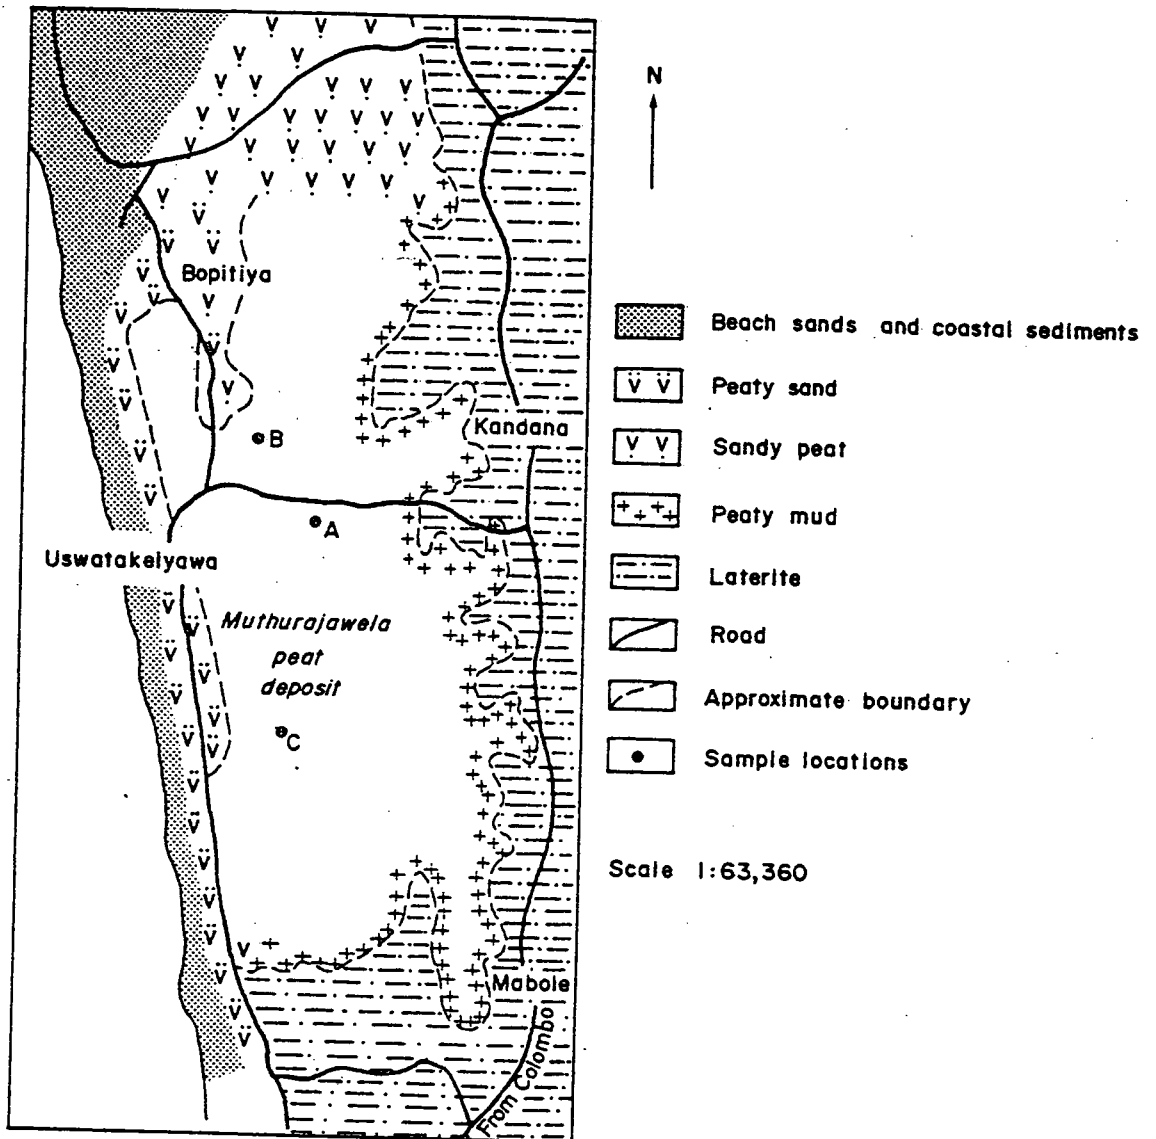 N
Bopitiya
B
Kandana
A
Uswatakeiyawa
Muthurajawela
peat
deposit
C
Mabole
From Colombo
Beach sands and coastal sediments
Peaty sand
Sandy peat
Peaty mud
Laterite
Road
Approximate boundary
Sample locations
Scale 1:63,360